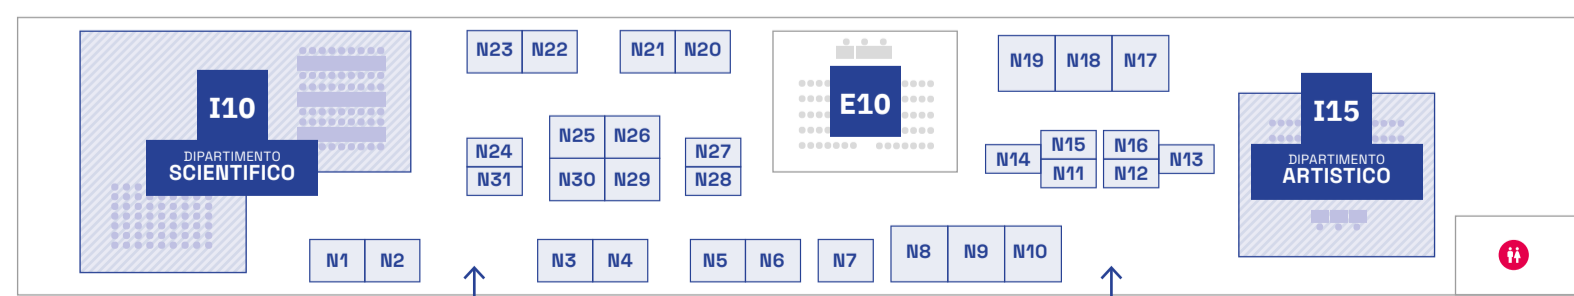 N23 N22 N21 N20
N19 N18 N17
I10
DIPARTIMENTO
SCIENTIFICO
E10
I15
DIPARTIMENTO
ARTISTICO
N24
N31
N25 N26
N30 N29
N27
N28
N14
N15
N11
N16
N12
N13
N1 N2
N3 N4
N5 N6
N7
N8 N9 N10